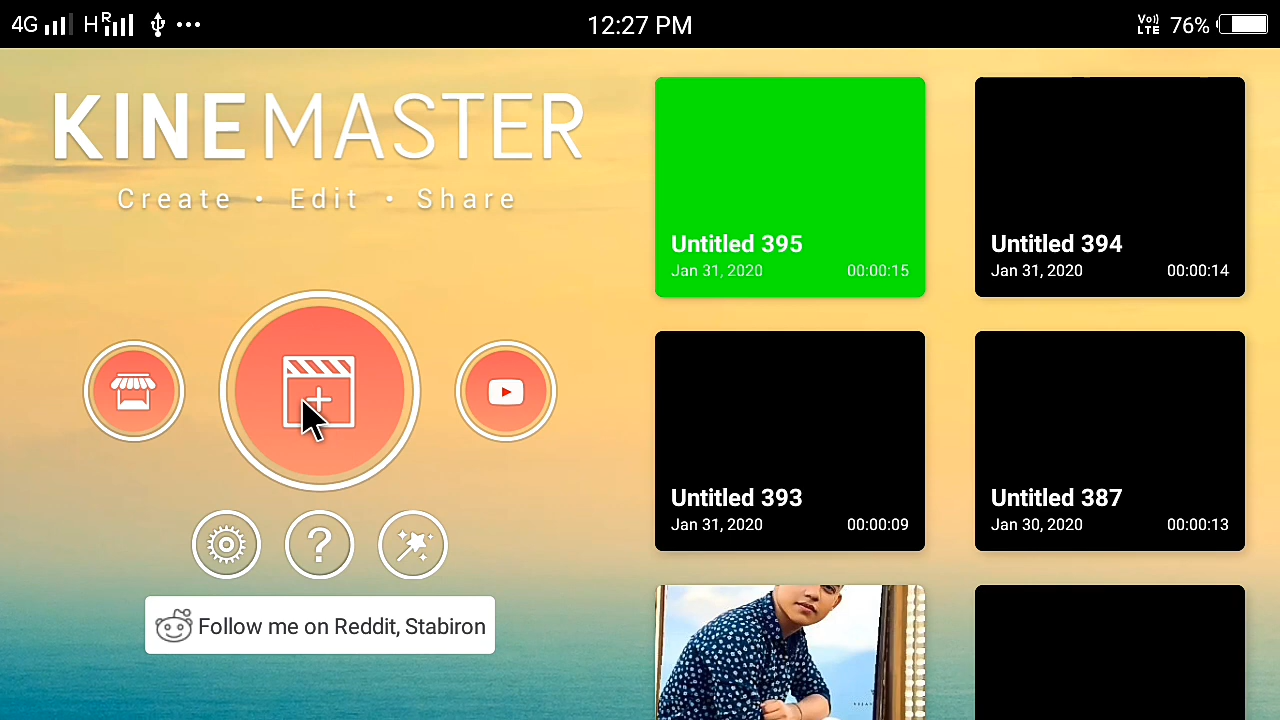 4G H R 12:27 PM Vo)) LTE 76%
KINEMASTER
Create • Edit • Share
Untitled 395
Jan 31, 2020 00:00:15
Untitled 394
Jan 31, 2020 00:00:14
Untitled 393
Jan 31, 2020 00:00:09
Untitled 387
Jan 30, 2020 00:00:13
?
Follow me on Reddit, Stabiron